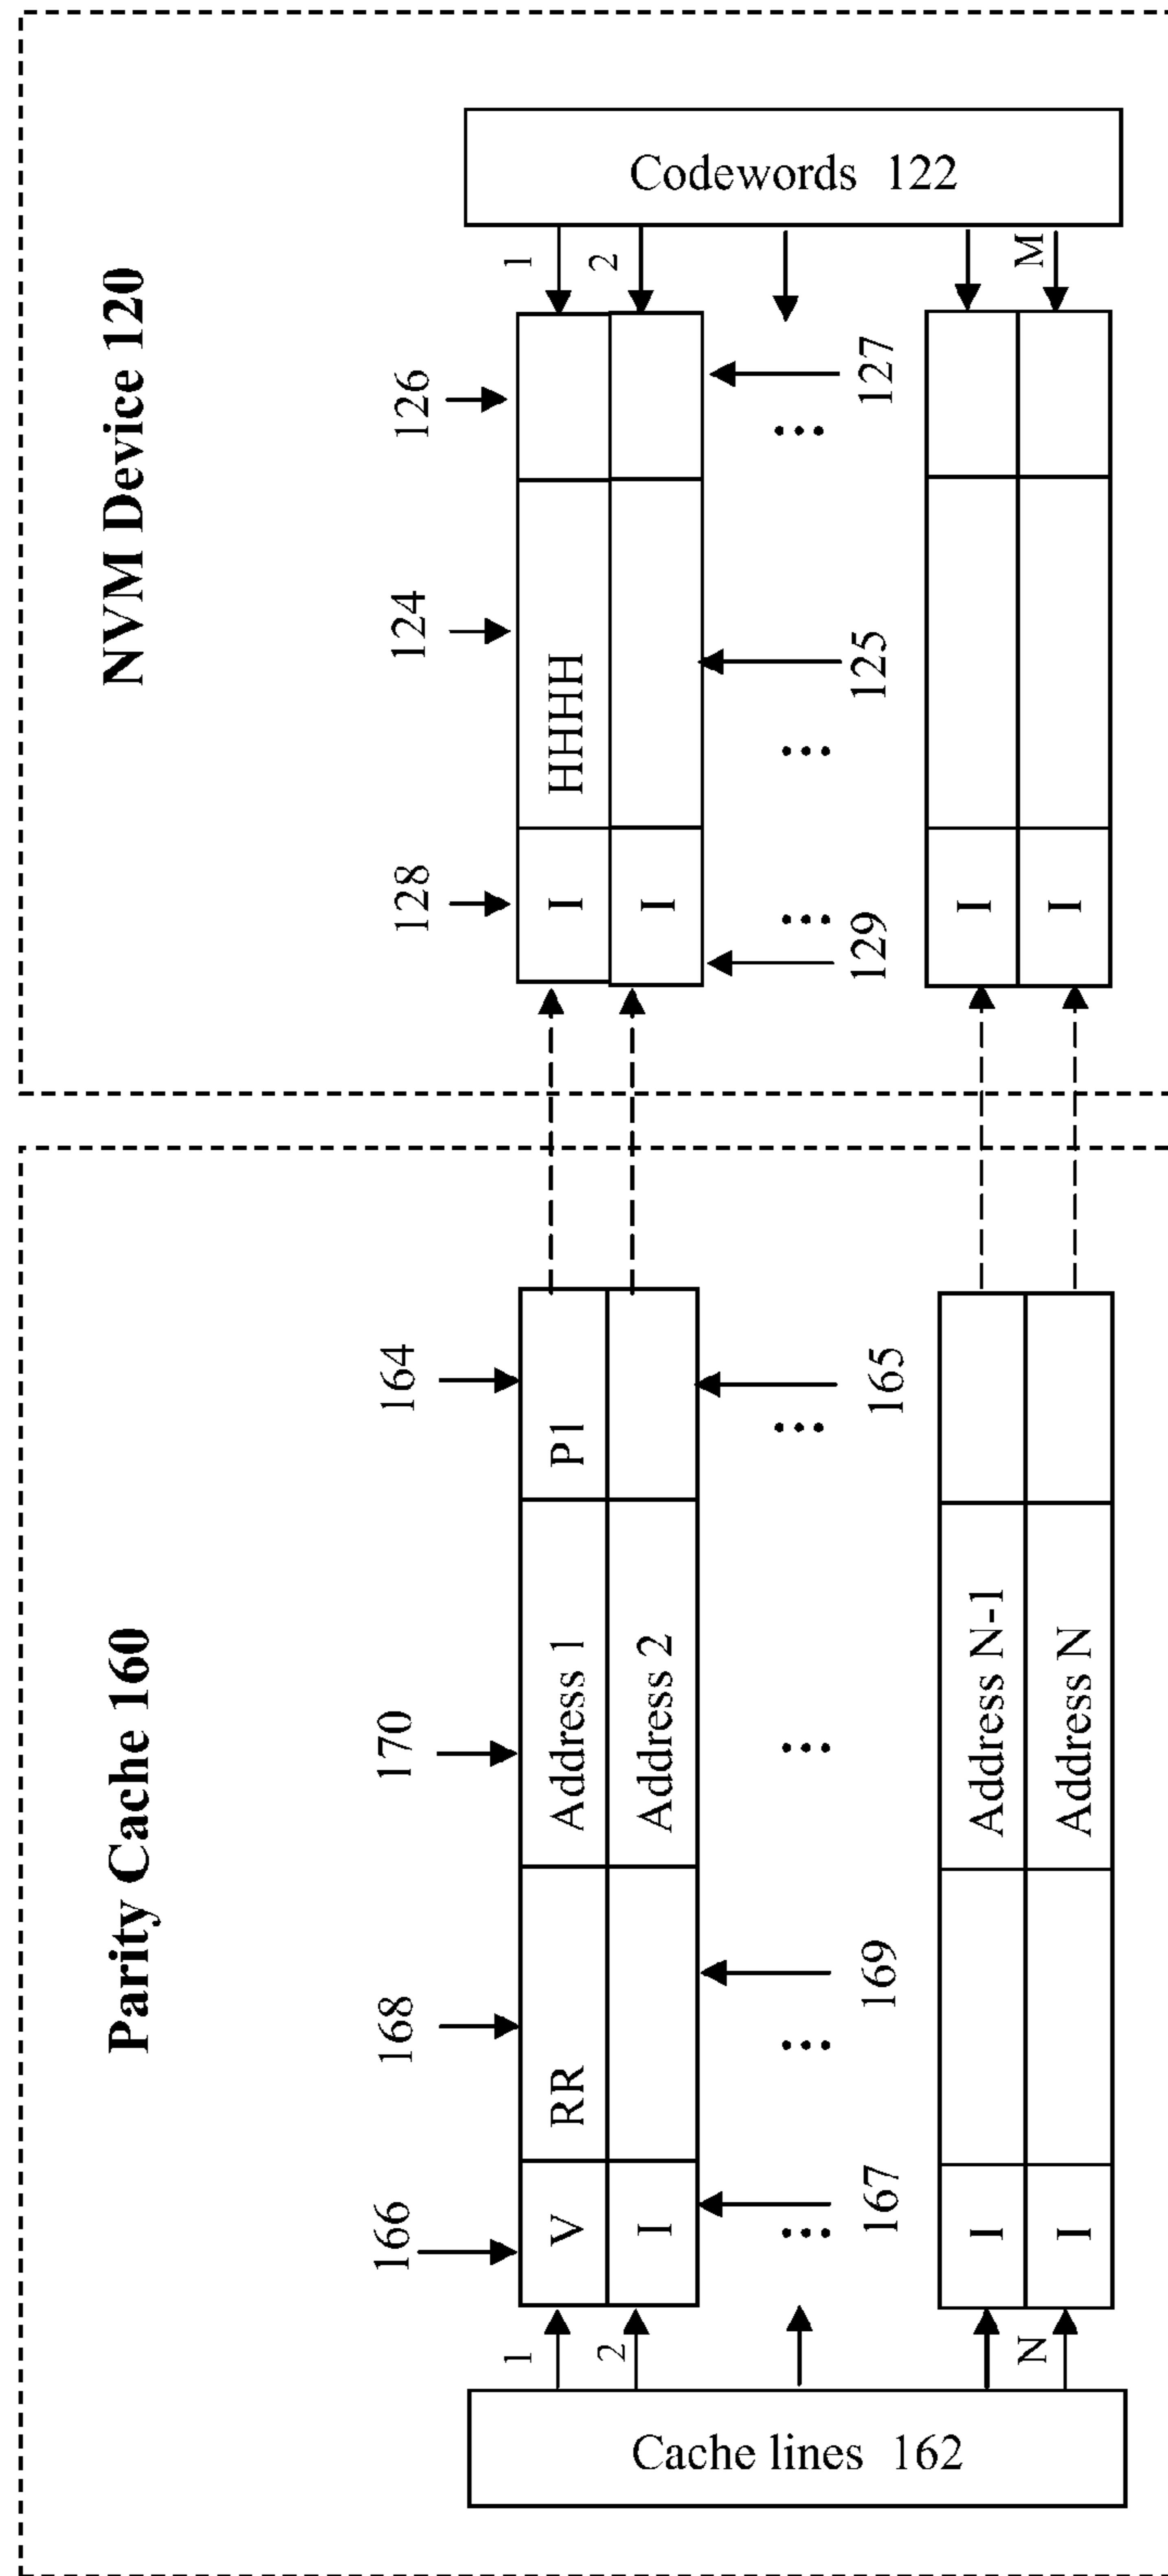 Parity Cache 160
NVM Device 120
166
168
170
164
128
124
126
Cache lines 162
1
V
RR
Address 1
P1
I
HHHH
1
Codewords 122
2
I
Address 2
I
2
167
169
165
129
125
127
I
Address N-1
I
N
I
Address N
I
M